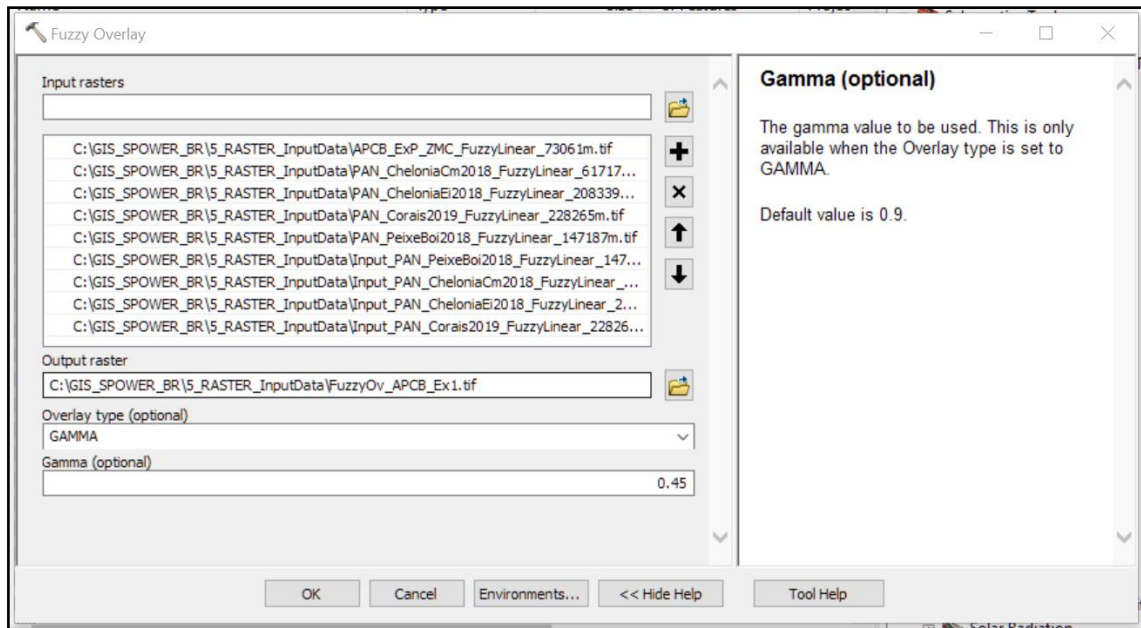 Fuzzy Overlay
Input rasters
C:\GIS_SPOWER_BR\5_RASTER_InputData\APCB_ExP_ZMC_FuzzyLinear_73061m.tif
C:\GIS_SPOWER_BR\5_RASTER_InputData\PAN_CheloniaCm2018_FuzzyLinear_61717...
C:\GIS_SPOWER_BR\5_RASTER_InputData\PAN_CheloniaEi2018_FuzzyLinear_208339...
C:\GIS_SPOWER_BR\5_RASTER_InputData\PAN_Corais2019_FuzzyLinear_228265m.tif
C:\GIS_SPOWER_BR\5_RASTER_InputData\PAN_PeixeBoi2018_FuzzyLinear_147187m.tif
C:\GIS_SPOWER_BR\5_RASTER_InputData\Input_PAN_PeixeBoi2018_FuzzyLinear_147...
C:\GIS_SPOWER_BR\5_RASTER_InputData\Input_PAN_CheloniaCm2018_FuzzyLinear_...
C:\GIS_SPOWER_BR\5_RASTER_InputData\Input_PAN_CheloniaEi2018_FuzzyLinear_2...
C:\GIS_SPOWER_BR\5_RASTER_InputData\Input_PAN_Corais2019_FuzzyLinear_22826...
Output raster
C:\GIS_SPOWER_BR\5_RASTER_InputData\FuzzyOv_APCB_Ex1.tif
Overlay type (optional)
GAMMA
Gamma (optional)
0.45
OK Cancel Environments... << Hide Help Tool Help
Gamma (optional)
The gamma value to be used. This is only
available when the Overlay type is set to
GAMMA.
Default value is 0.9.
Solar Radiation